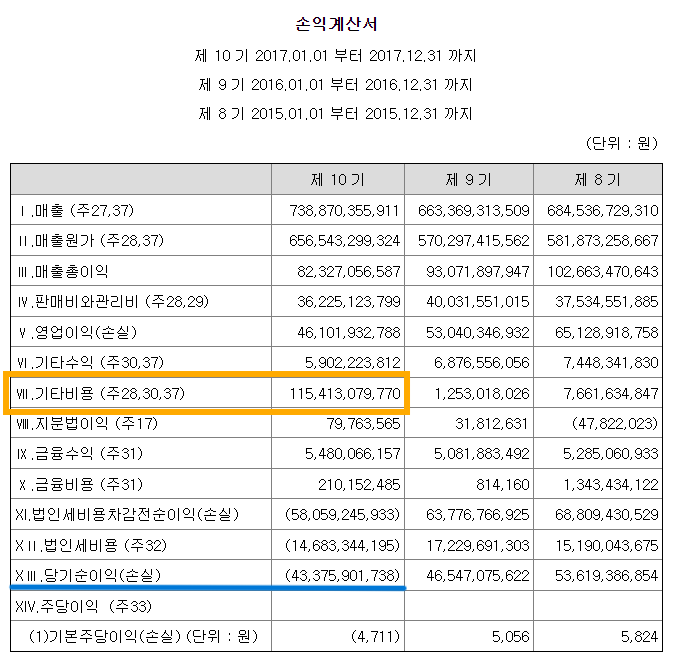 손익계산서
제 10 기 2017.01.01 부터 2017.12.31 까지
제 9 기 2016.01.01 부터 2016.12.31 까지
제 8 기 2015.01.01 부터 2015.12.31 까지
(단위 : 원)
제 10 기 제 9 기 제 8 기
Ⅰ.매출 (주27,37) 738,870,355,911 663,369,313,509 684,536,729,310
Ⅱ.매출원가 (주28,37) 656,543,299,324 570,297,415,562 581,873,258,667
Ⅲ.매출총이익 82,327,056,587 93,071,897,947 102,663,470,643
Ⅳ.판매비와관리비 (주28,29) 36,225,123,799 40,031,551,015 37,534,551,885
Ⅴ.영업이익(손실) 46,101,932,788 53,040,346,932 65,128,918,758
Ⅵ.기타수익 (주30,37) 5,902,223,812 6,876,556,056 7,448,341,830
Ⅶ.기타비용 (주28,30,37) 115,413,079,770 1,253,018,026 7,661,634,847
Ⅷ.지분법이익 (주17) 79,763,565 31,812,631 (47,822,023)
Ⅸ.금융수익 (주31) 5,480,066,157 5,081,883,492 5,285,060,933
Ⅹ.금융비용 (주31) 210,152,485 814,160 1,343,434,122
XI.법인세비용차감전순이익(손실) (58,059,245,933) 63,776,766,925 68,809,430,529
XⅡ.법인세비용 (주32) (14,683,344,195) 17,229,691,303 15,190,043,675
XⅢ.당기순이익(손실) (43,375,901,738) 46,547,075,622 53,619,386,854
XIV.주당이익 (주33)
(1)기본주당이익(손실) (단위 : 원) (4,711) 5,056 5,824